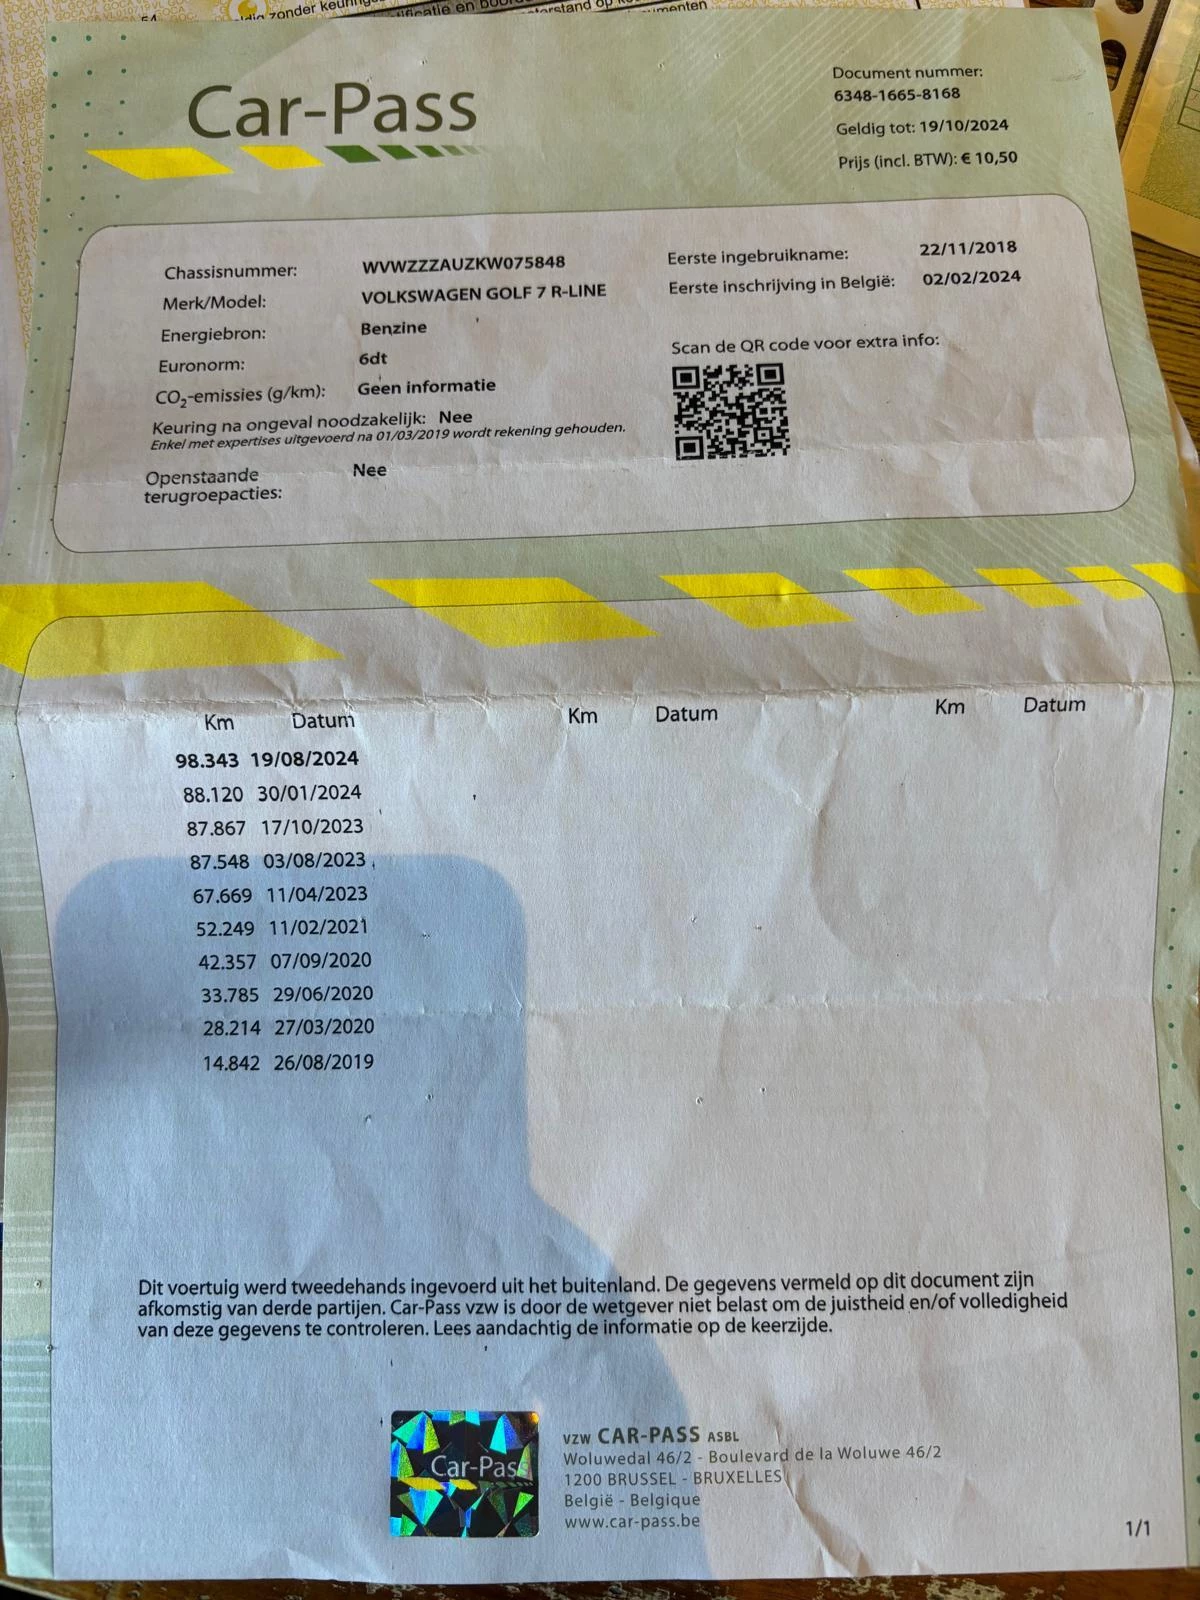 ldig zonder keuring
tificatie en
torstand op
umenten
Car-Pass
Document nummer:
6348-1665-8168
Geldig tot: 19/10/2024
Prijs (incl. BTW): € 10,50
Chassisnummer: WVWZZZAUZKW075848
Merk/Model: VOLKSWAGEN GOLF 7 R-LINE
Energiebron: Benzine
Euronorm: 6dt
CO₂-emissies (g/km): Geen informatie
Keuring na ongeval noodzakelijk: Nee
Enkel met expertises uitgevoerd na 01/03/2019 wordt rekening gehouden.
Openstaande terugroepacties: Nee
Eerste ingebruikname: 22/11/2018
Eerste inschrijving in België: 02/02/2024
Scan de QR code voor extra info:
Km Datum Km Datum Km Datum
98.343 19/08/2024
88.120 30/01/2024
87.867 17/10/2023
87.548 03/08/2023
67.669 11/04/2023
52.249 11/02/2021
42.357 07/09/2020
33.785 29/06/2020
28.214 27/03/2020
14.842 26/08/2019
Dit voertuig werd tweedehands ingevoerd uit het buitenland. De gegevens vermeld op dit document zijn
afkomstig van derde partijen. Car-Pass vzw is door de wetgever niet belast om de juistheid en/of volledigheid
van deze gegevens te controleren. Lees aandachtig de informatie op de keerzijde.
Car-Pass
VZW CAR-PASS ASBL
Woluwedal 46/2 - Boulevard de la Woluwe 46/2
1200 BRUSSEL - BRUXELLES
België - Belgique
www.car-pass.be
1/1